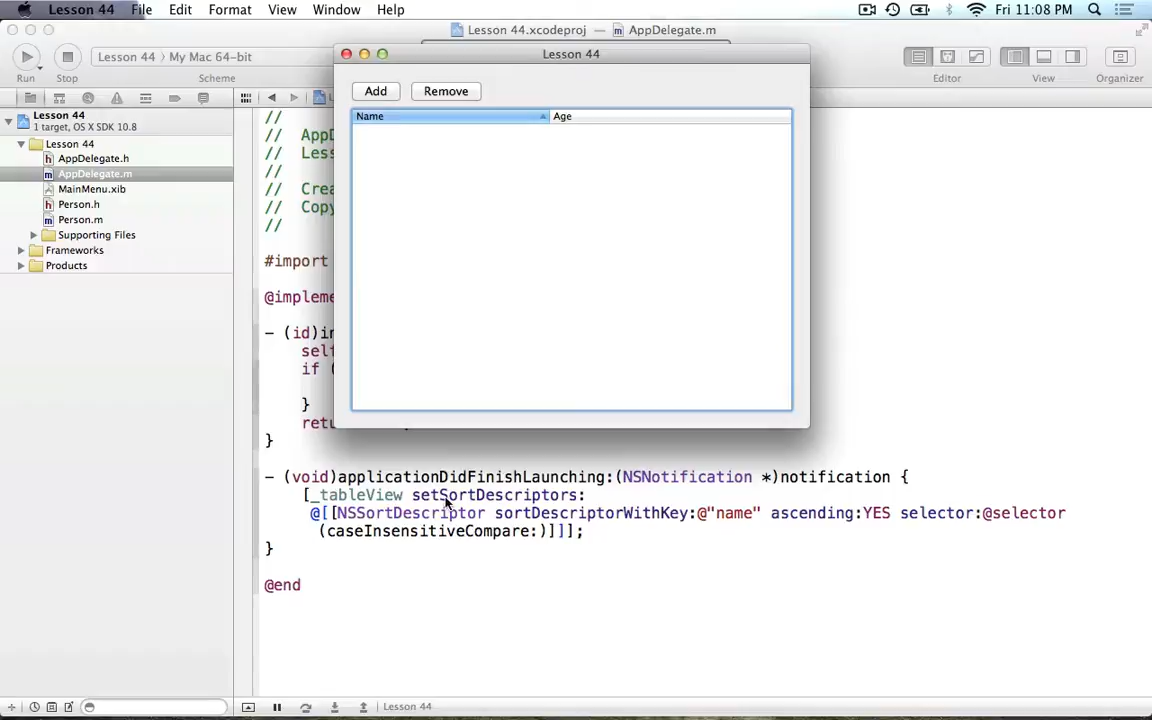 Lesson 44 File Edit Format View Window Help Fri 11:08 PM
Lesson 44.xcodeproj — AppDelegate.m
Lesson 44
Lesson 44 > My Mac 64-bit
Run Stop Scheme Editor View Organizer
Add Remove
Name Age
Lesson 44
1 target, OS X SDK 10.8
Lesson 44
AppDelegate.h
AppDelegate.m
MainMenu.xib
Person.h
Person.m
Supporting Files
Frameworks
Products
//
// AppD
// Less
//
// Crea
// Copy
//
#import
@impleme
- (id)in
self
if (
}
retu
}
- (void)applicationDidFinishLaunching:(NSNotification *)notification {
[_tableView setSortDescriptors:
@[[NSSortDescriptor sortDescriptorWithKey:@"name" ascending:YES selector:@selector
(caseInsensitiveCompare:)]]];
}
@end
Lesson 44